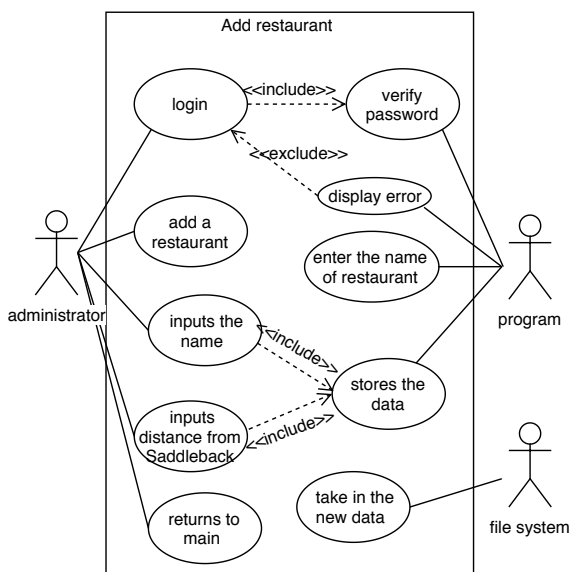 Add restaurant
<<include>>
login
verify
password
<<exclude>>
display error
add a
restaurant
enter the name
of restaurant
administrator
program
inputs the
name
<<include>>
stores the
data
inputs
distance from
Saddleback
<<include>>
take in the
new data
returns to
main
file system